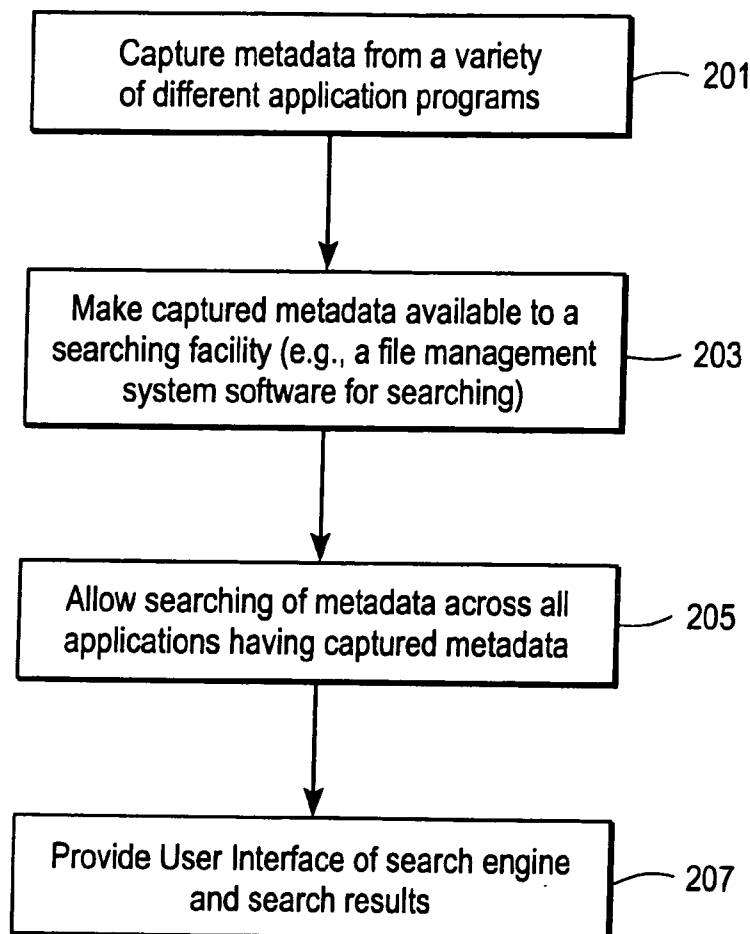 Capture metadata from a variety
of different application programs
201
Make captured metadata available to a
searching facility (e.g., a file management
system software for searching)
203
Allow searching of metadata across all
applications having captured metadata
205
Provide User Interface of search engine
and search results
207